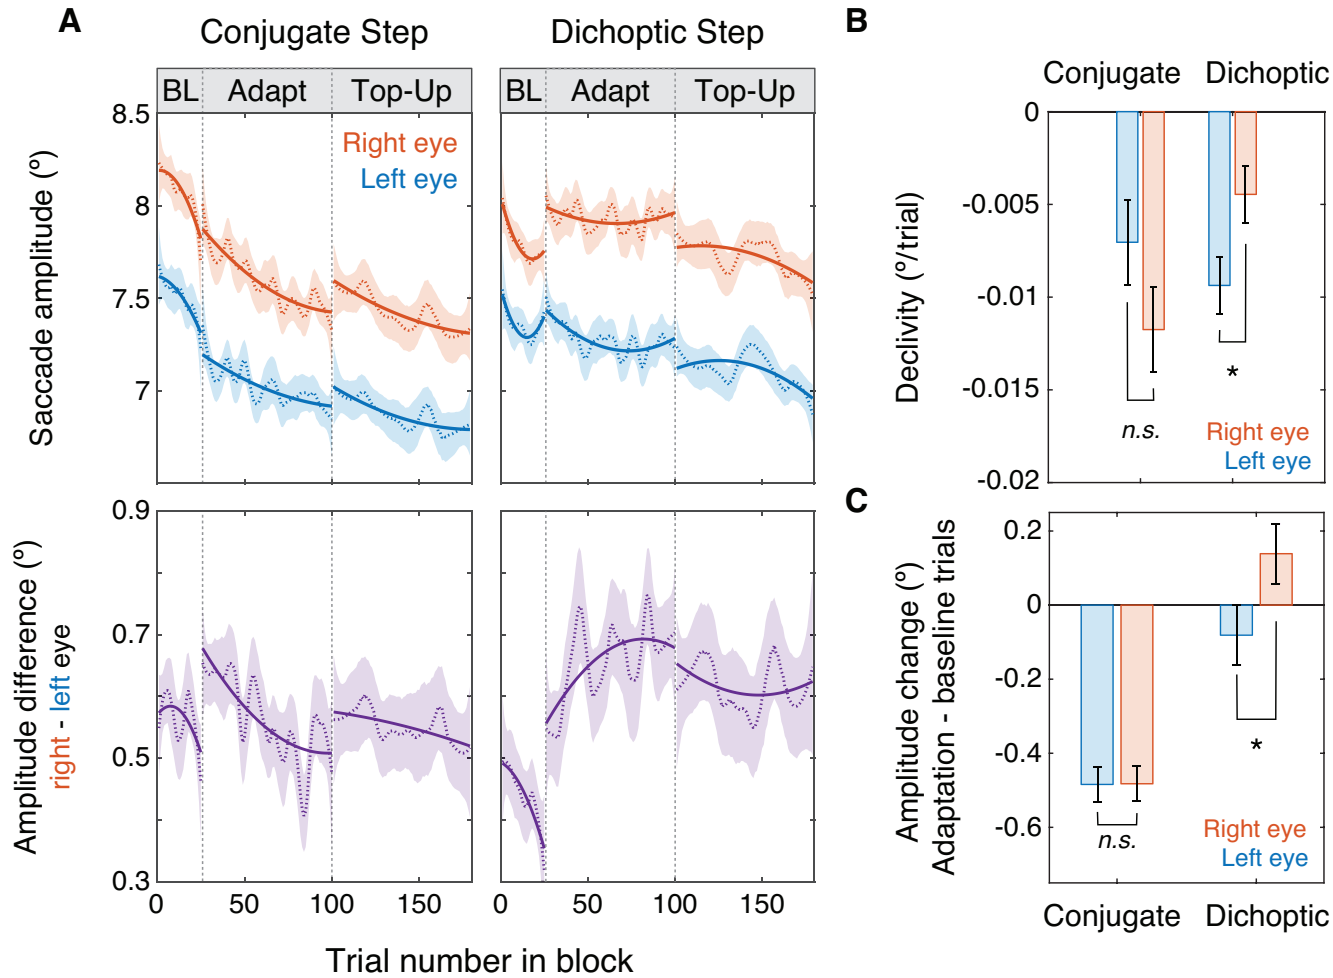 A
Conjugate Step
Dichoptic Step
BL
Adapt
Top-Up
BL
Adapt
Top-Up
Saccade amplitude (º)
8.5
8
7.5
7
Right eye
Left eye
Amplitude difference (º)
right - left eye
0.9
0.7
0.5
0.3
0
50
100
150
0
50
100
150
Trial number in block
B
Conjugate
Dichoptic
Declivity (º/trial)
0
-0.005
-0.01
-0.015
-0.02
n.s.
*
Right eye
Left eye
C
Amplitude change (º)
Adaptation - baseline trials
0.2
0
-0.2
-0.4
-0.6
n.s.
*
Right eye
Left eye
Conjugate
Dichoptic